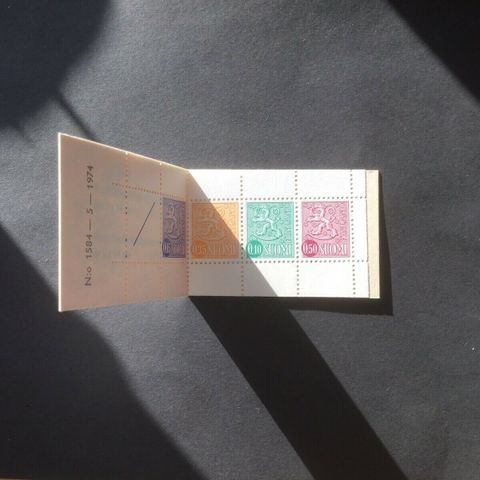 N:o 1584 — 5 — 1974
0.25 SUOMI
0.10 SUOMI
0.50 SUOMI